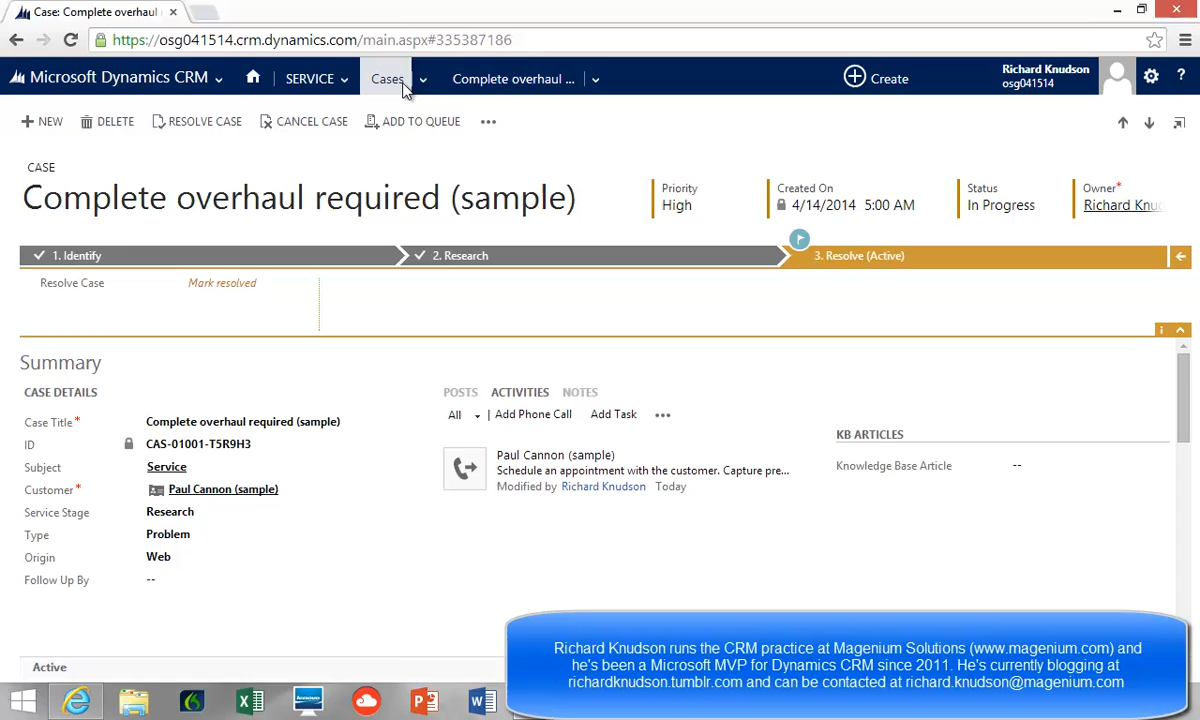 Case: Complete overhaul
https://osg041514.crm.dynamics.com/main.aspx#335387186
Microsoft Dynamics CRM
SERVICE
Cases
Complete overhaul ...
Create
Richard Knudson
osg041514
?
NEW
DELETE
RESOLVE CASE
CANCEL CASE
ADD TO QUEUE
CASE
Complete overhaul required (sample)
Priority
High
Created On
4/14/2014 5:00 AM
Status
In Progress
Owner*
Richard Knu
1. Identify
2. Research
3. Resolve (Active)
Resolve Case
Mark resolved
i
Summary
CASE DETAILS
Case Title* Complete overhaul required (sample)
ID CAS-01001-T5R9H3
Subject Service
Customer* Paul Cannon (sample)
Service Stage Research
Type Problem
Origin Web
Follow Up By --
POSTS ACTIVITIES NOTES
All | Add Phone Call Add Task
Paul Cannon (sample)
Schedule an appointment with the customer. Capture pre...
Modified by Richard Knudson Today
KB ARTICLES
Knowledge Base Article --
Active
Richard Knudson runs the CRM practice at Magenium Solutions (www.magenium.com) and
he's been a Microsoft MVP for Dynamics CRM since 2011. He's currently blogging at
richardknudson.tumblr.com and can be contacted at richard.knudson@magenium.com